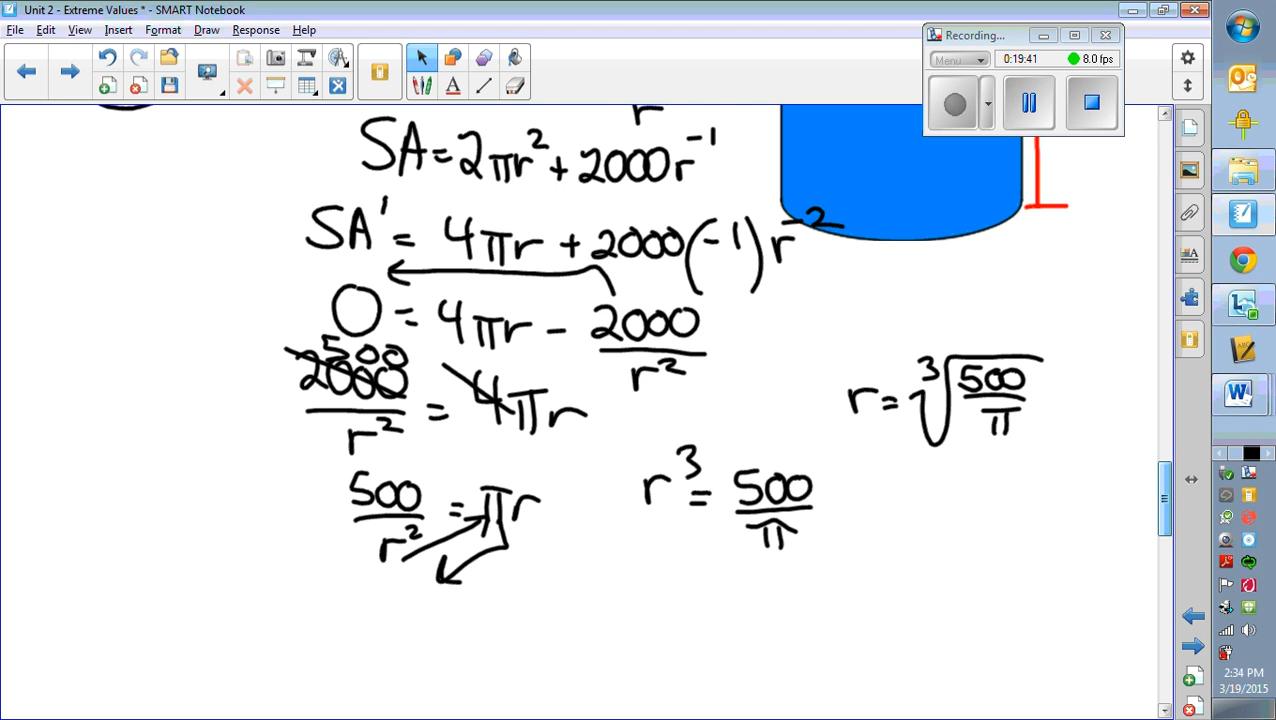 Unit 2 - Extreme Values * - SMART Notebook
File Edit View Insert Format Draw Response Help
Recording...
Menu 0:19:41 8.0 fps
r
SA = 2πr² + 2000r⁻¹
SA' = 4πr + 2000(-1)r⁻²
0 = 4πr - 2000/r²
500
2000/r² = 4πr
r = ∛(500/π)
500/r² = πr
r³ = 500/π
2:34 PM
3/19/2015